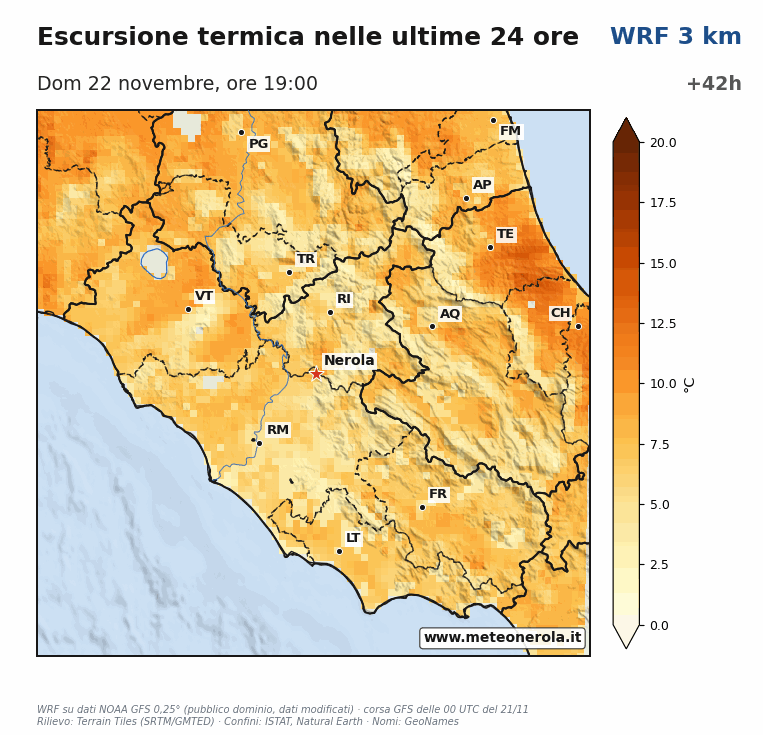 Escursione termica nelle ultime 24 ore WRF 3 km
Dom 22 novembre, ore 19:00 +42h
FM
PG
AP
TE
TR
VT
RI
AQ
CH
Nerola
RM
FR
LT
www.meteonerola.it
20.0
17.5
15.0
12.5
10.0
7.5
5.0
2.5
0.0
°C
WRF su dati NOAA GFS 0,25° (pubblico dominio, dati modificati) · corsa GFS delle 00 UTC del 21/11
Rilievo: Terrain Tiles (SRTM/GMTED) · Confini: ISTAT, Natural Earth · Nomi: GeoNames